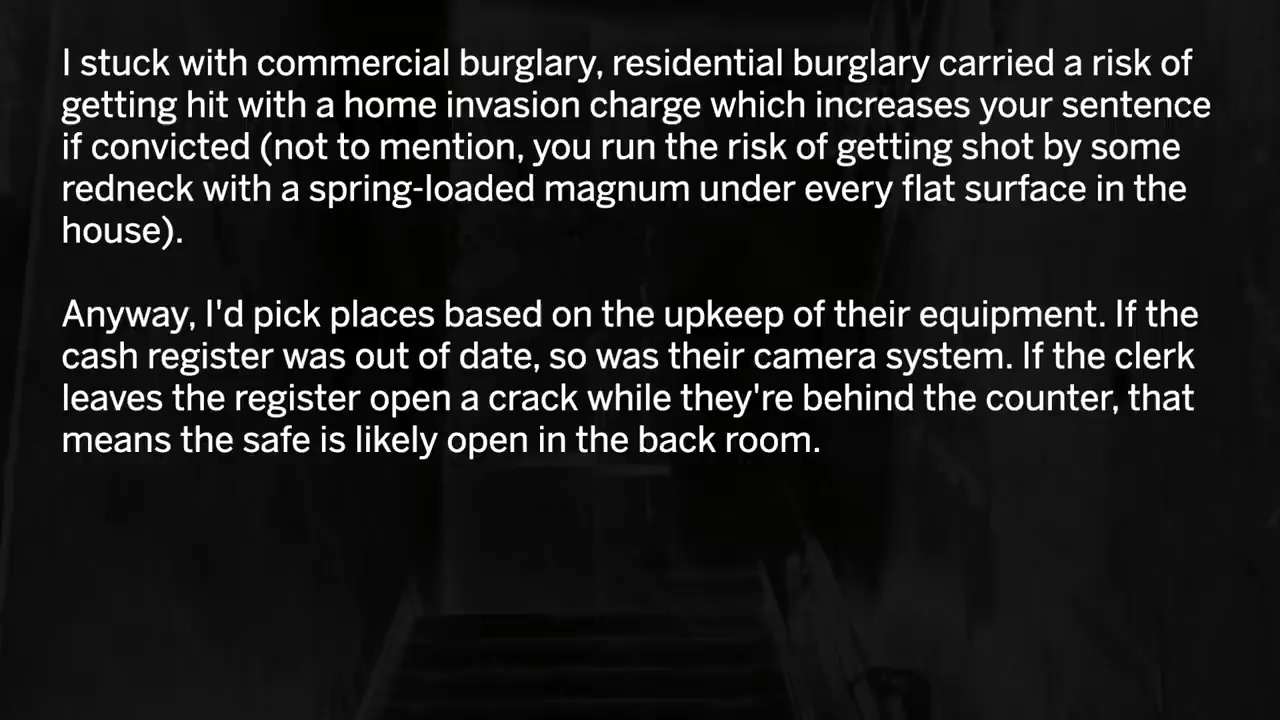 I stuck with commercial burglary, residential burglary carried a risk of
getting hit with a home invasion charge which increases your sentence
if convicted (not to mention, you run the risk of getting shot by some
redneck with a spring-loaded magnum under every flat surface in the
house).
Anyway, I'd pick places based on the upkeep of their equipment. If the
cash register was out of date, so was their camera system. If the clerk
leaves the register open a crack while they're behind the counter, that
means the safe is likely open in the back room.